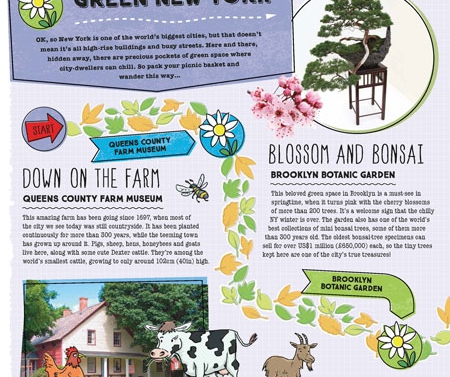 GREEN NEW YORK
OK, so New York is one of the world's biggest cities, but that doesn't
mean it's all high-rise buildings and busy streets. Here and there,
hidden away, there are precious pockets of green space where
city-dwellers can chill. So pack your picnic basket and
wander this way...
START
QUEENS COUNTY
FARM MUSEUM
DOWN ON THE FARM
QUEENS COUNTY FARM MUSEUM
This amazing farm has been going since 1697, when most of
the city we see today was still countryside. It has been planted
continuously for more than 300 years, while the teeming town
has grown up around it. Pigs, sheep, hens, honeybees and goats
live here, along with some cute Dexter cattle. They're among the
world's smallest cattle, growing to only around 102cm (40in) high.
BLOSSOM AND BONSAI
BROOKLYN BOTANIC GARDEN
This beloved green space in Brooklyn is a must-see in
springtime, when it turns pink with the cherry blossoms
of more than 200 trees. It's a welcome sign that the chilly
NY winter is over. The garden also has one of the world's
best collections of mini bonsai trees, some of them more
than 300 years old. The oldest bonsai-tree specimens can
sell for over US$1 million (£650,000) each, so the tiny trees
kept here are one of the city's true treasures!
BROOKLYN
BOTANIC GARDEN